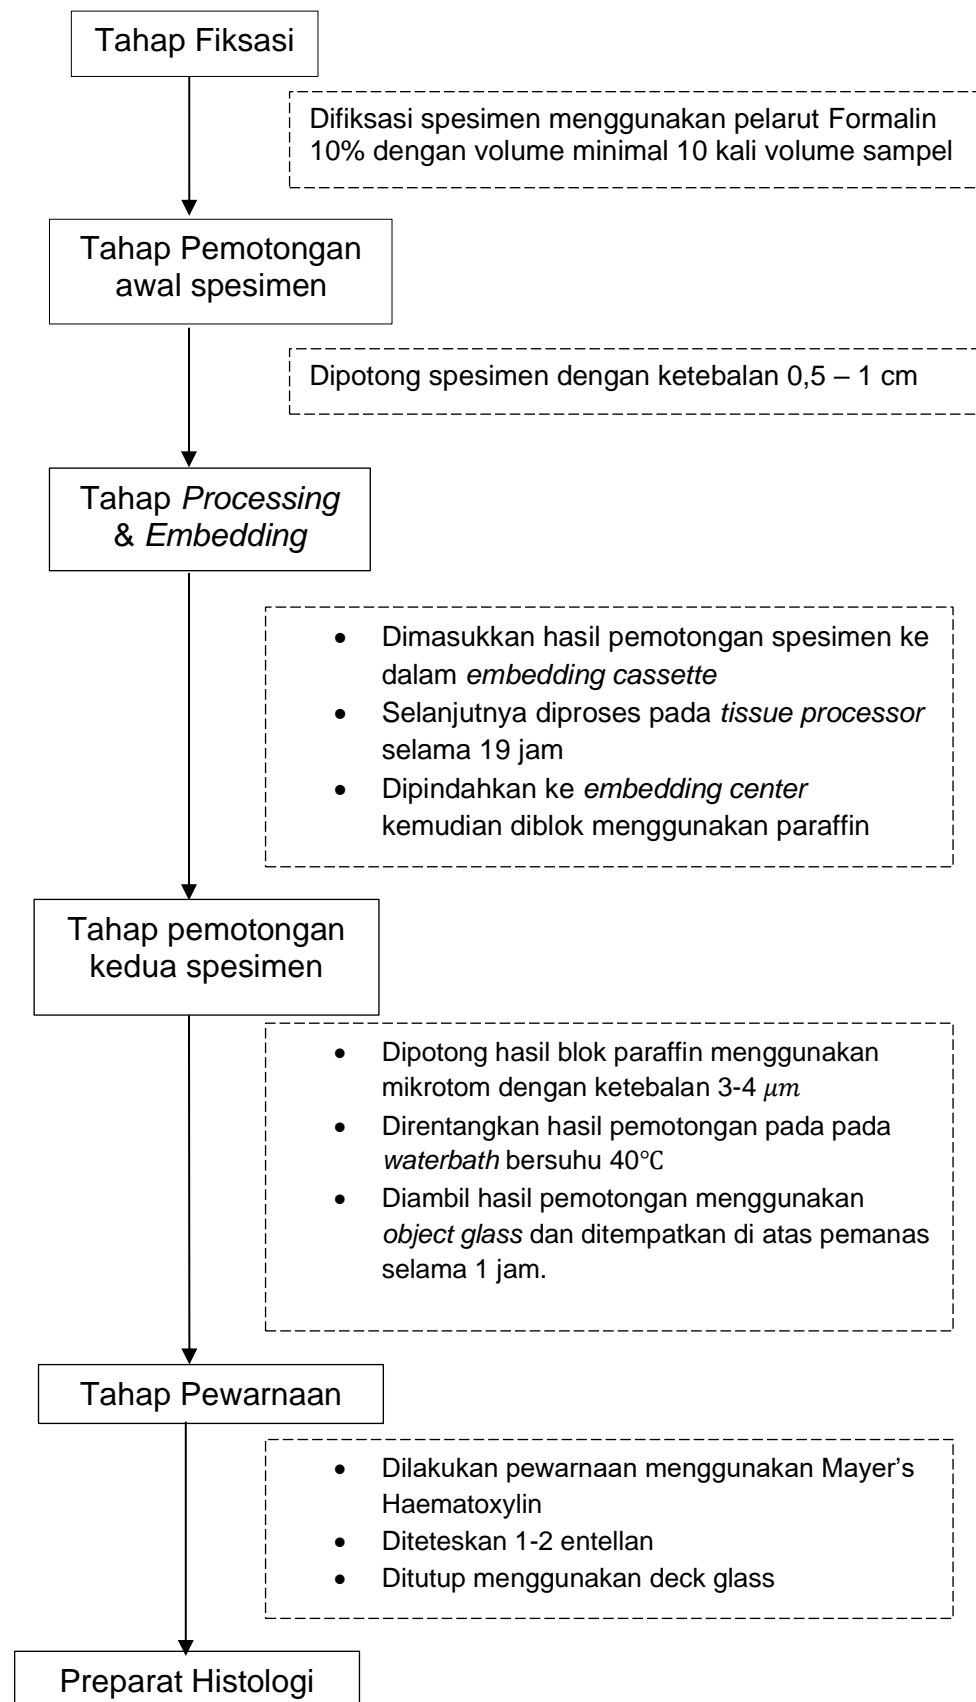 Tahap Fiksasi
Difiksasi spesimen menggunakan pelarut Formalin
10% dengan volume minimal 10 kali volume sampel
Tahap Pemotongan
awal spesimen
Dipotong spesimen dengan ketebalan 0,5 – 1 cm
Tahap Processing
& Embedding
• Dimasukkan hasil pemotongan spesimen ke
dalam embedding cassette
• Selanjutnya diproses pada tissue processor
selama 19 jam
• Dipindahkan ke embedding center
kemudian diblok menggunakan paraffin
Tahap pemotongan
kedua spesimen
• Dipotong hasil blok paraffin menggunakan
mikrotom dengan ketebalan 3-4 μm
• Direntangkan hasil pemotongan pada pada
waterbath bersuhu 40℃
• Diambil hasil pemotongan menggunakan
object glass dan ditempatkan di atas pemanas
selama 1 jam.
Tahap Pewarnaan
• Dilakukan pewarnaan menggunakan Mayer’s
Haematoxylin
• Diteteskan 1-2 entellan
• Ditutup menggunakan deck glass
Preparat Histologi